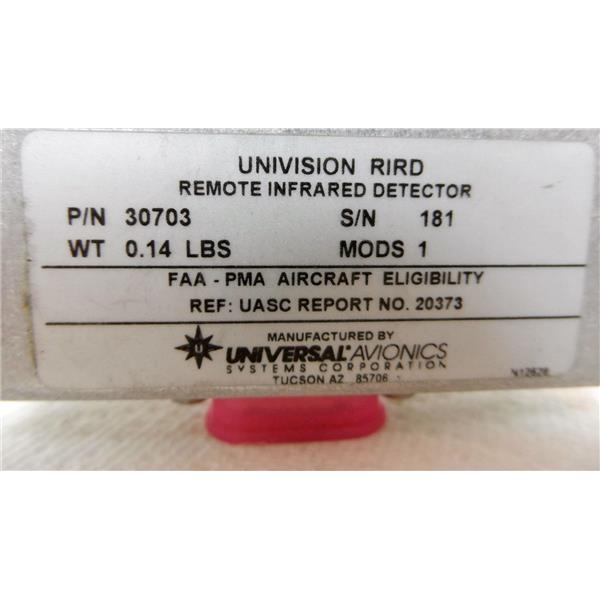 UNIVISION RIRD
REMOTE INFRARED DETECTOR
P/N 30703 S/N 181
WT 0.14 LBS MODS 1
FAA - PMA AIRCRAFT ELIGIBILITY
REF: UASC REPORT NO. 20373
MANUFACTURED BY
U UNIVERSAL AVIONICS
SYSTEMS CORPORATION
TUCSON AZ 85706